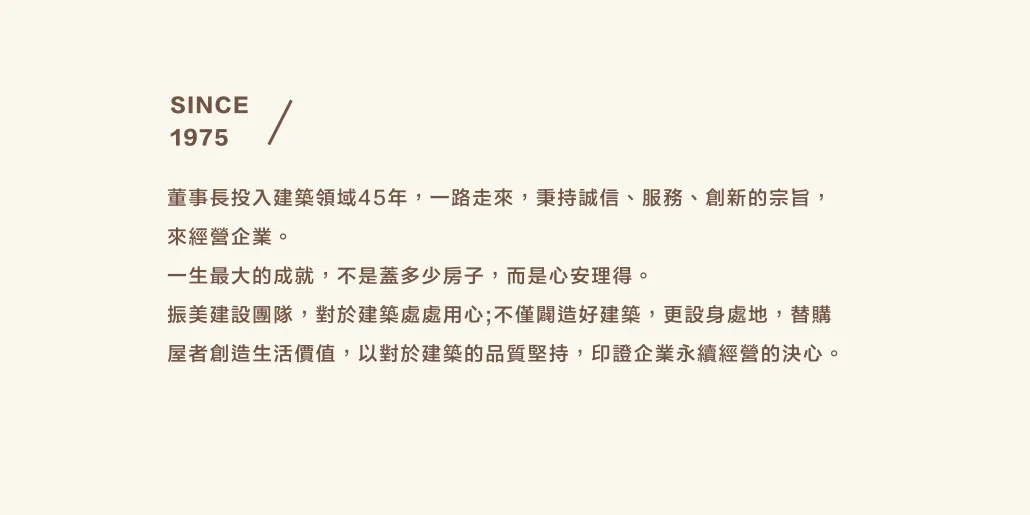 SINCE
1975
董事長投入建築領域45年，一路走來，秉持誠信、服務、創新的宗旨，
來經營企業。
一生最大的成就，不是蓋多少房子，而是心安理得。
振美建設團隊，對於建築處處用心;不僅闢造好建築，更設身處地，替購
屋者創造生活價值，以對於建築的品質堅持，印證企業永續經營的決心。